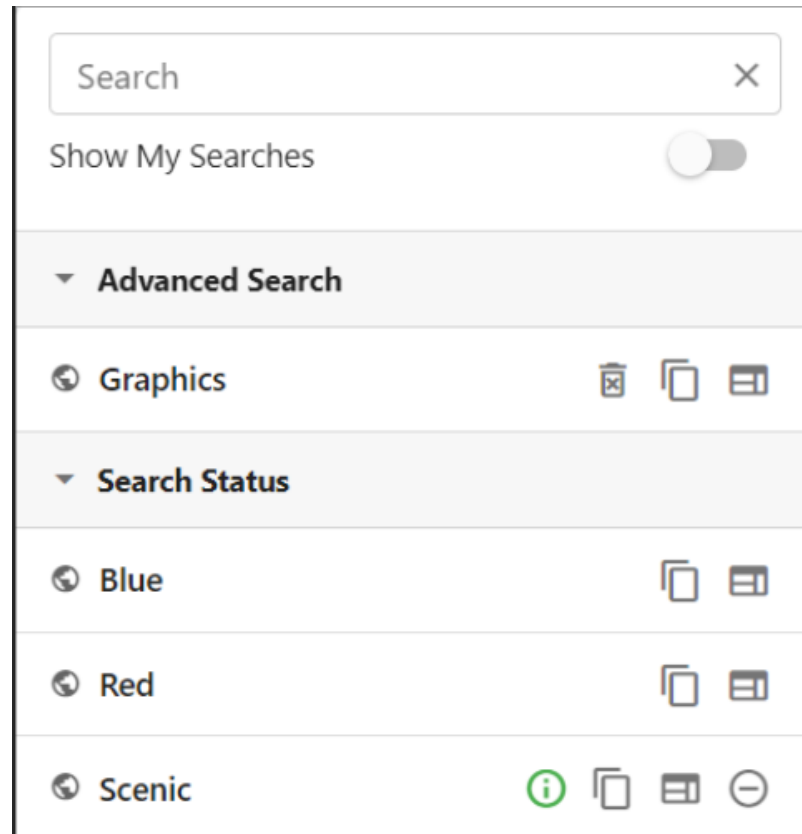 Search
Show My Searches
Advanced Search
Graphics
Search Status
Blue
Red
Scenic